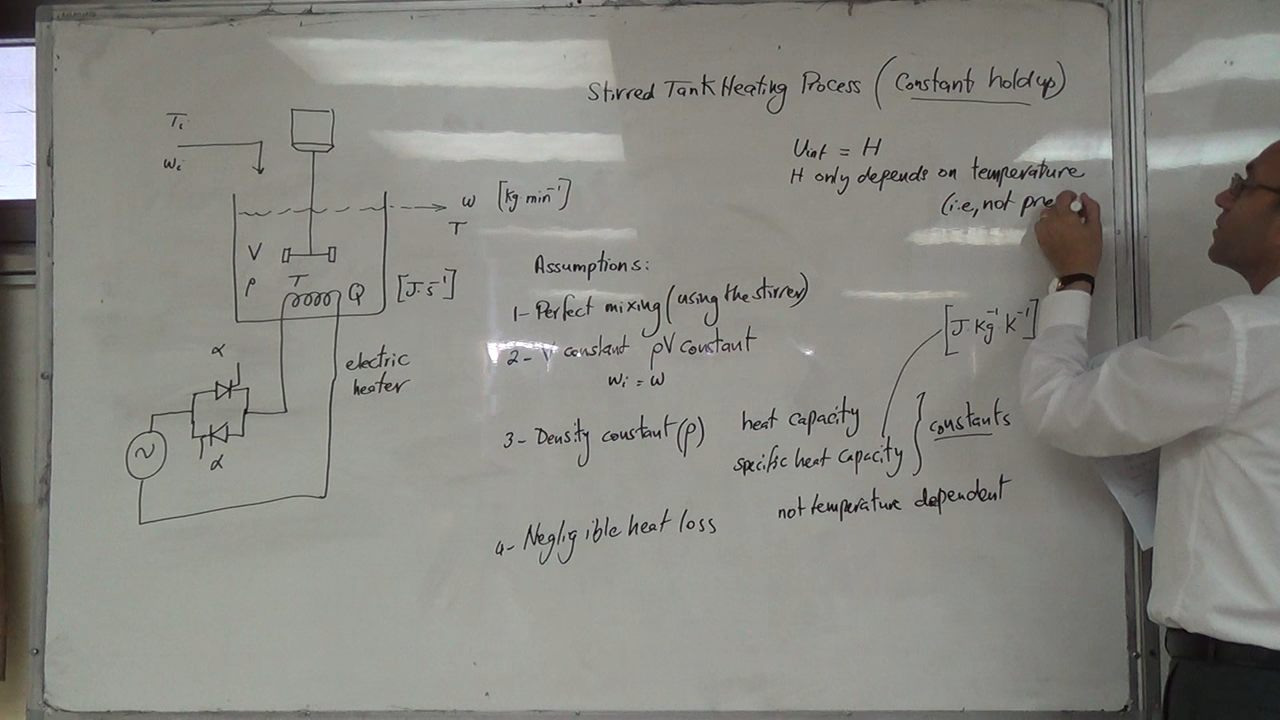 Stirred Tank Heating Process (Constant holdup)
Ti
wi
w [Kg min⁻¹]
T
V
ρ
T
Q [J.s⁻¹]
electric
heater
α
~
α
Uint = H
H only depends on temperature
(i.e, not pre
Assumptions:
1- Perfect mixing (using the stirrer)
2- V constant ρV constant
wi = w
[J.Kg⁻¹ K⁻¹]
3- Density constant (ρ) heat capacity
specific heat capacity } constants
not temperature dependent
4- Negligible heat loss